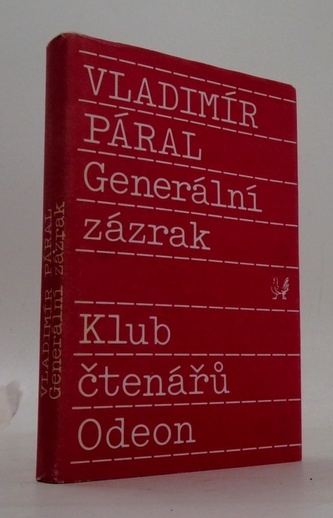 VLADIMÍR
PÁRAL
Generální
zázrak
Klub
čtenářů
Odeon
VLADIMÍR PÁRAL
Generální zázrak